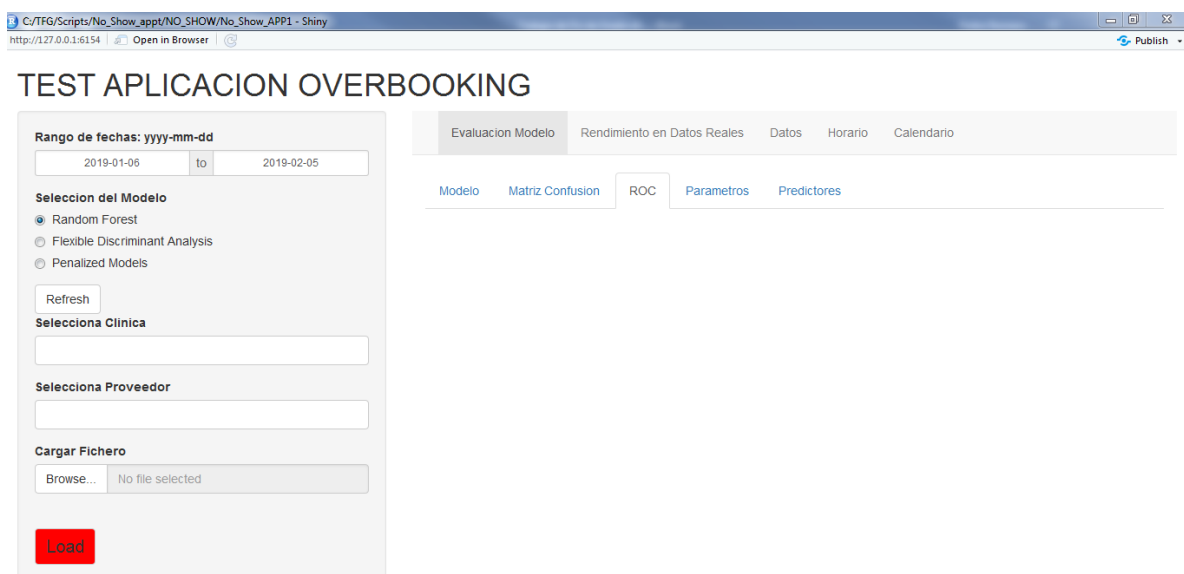 C:/TFG/Scripts/No_Show_appt/NO_SHOW/No_Show_APP1 - Shiny
http://127.0.0.1:6154 Open in Browser Publish
TEST APLICACION OVERBOOKING
Rango de fechas: yyyy-mm-dd
2019-01-06 to 2019-02-05
Seleccion del Modelo
Random Forest
Flexible Discriminant Analysis
Penalized Models
Refresh
Selecciona Clinica
Selecciona Proveedor
Cargar Fichero
Browse... No file selected
Load
Evaluacion Modelo Rendimiento en Datos Reales Datos Horario Calendario
Modelo Matriz Confusion ROC Parametros Predictores